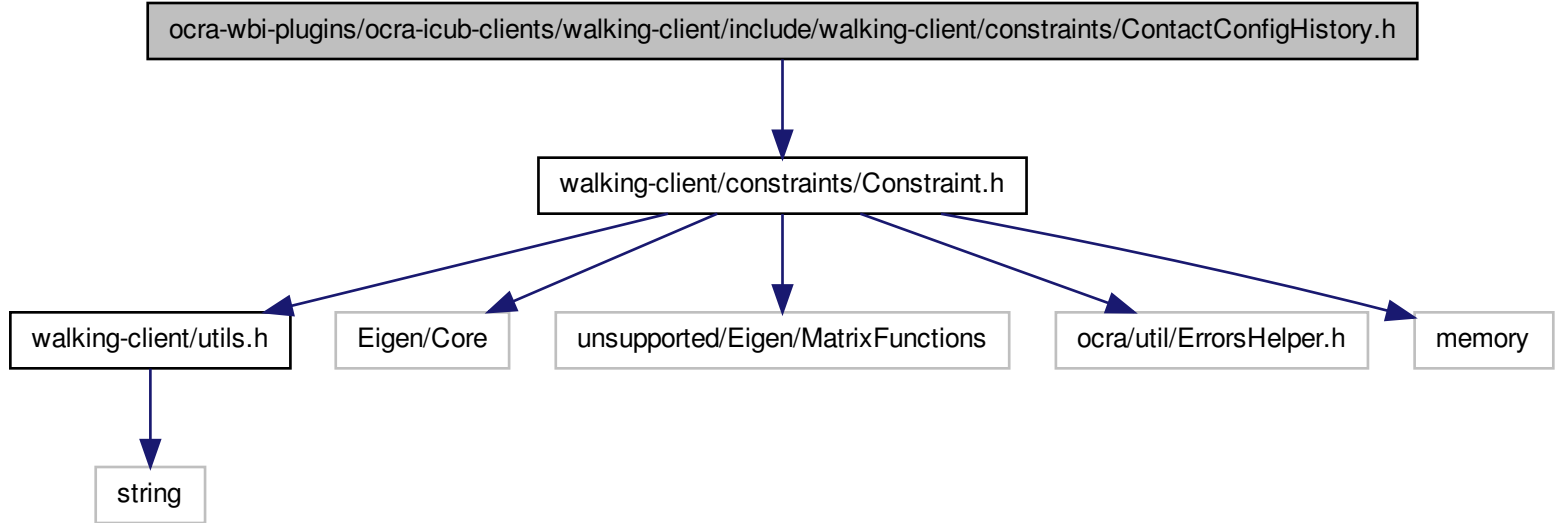 ocra-wbi-plugins/ocra-icub-clients/walking-client/include/walking-client/constraints/ContactConfigHistory.h
walking-client/constraints/Constraint.h
walking-client/utils.h
Eigen/Core
unsupported/Eigen/MatrixFunctions
ocra/util/ErrorsHelper.h
memory
string